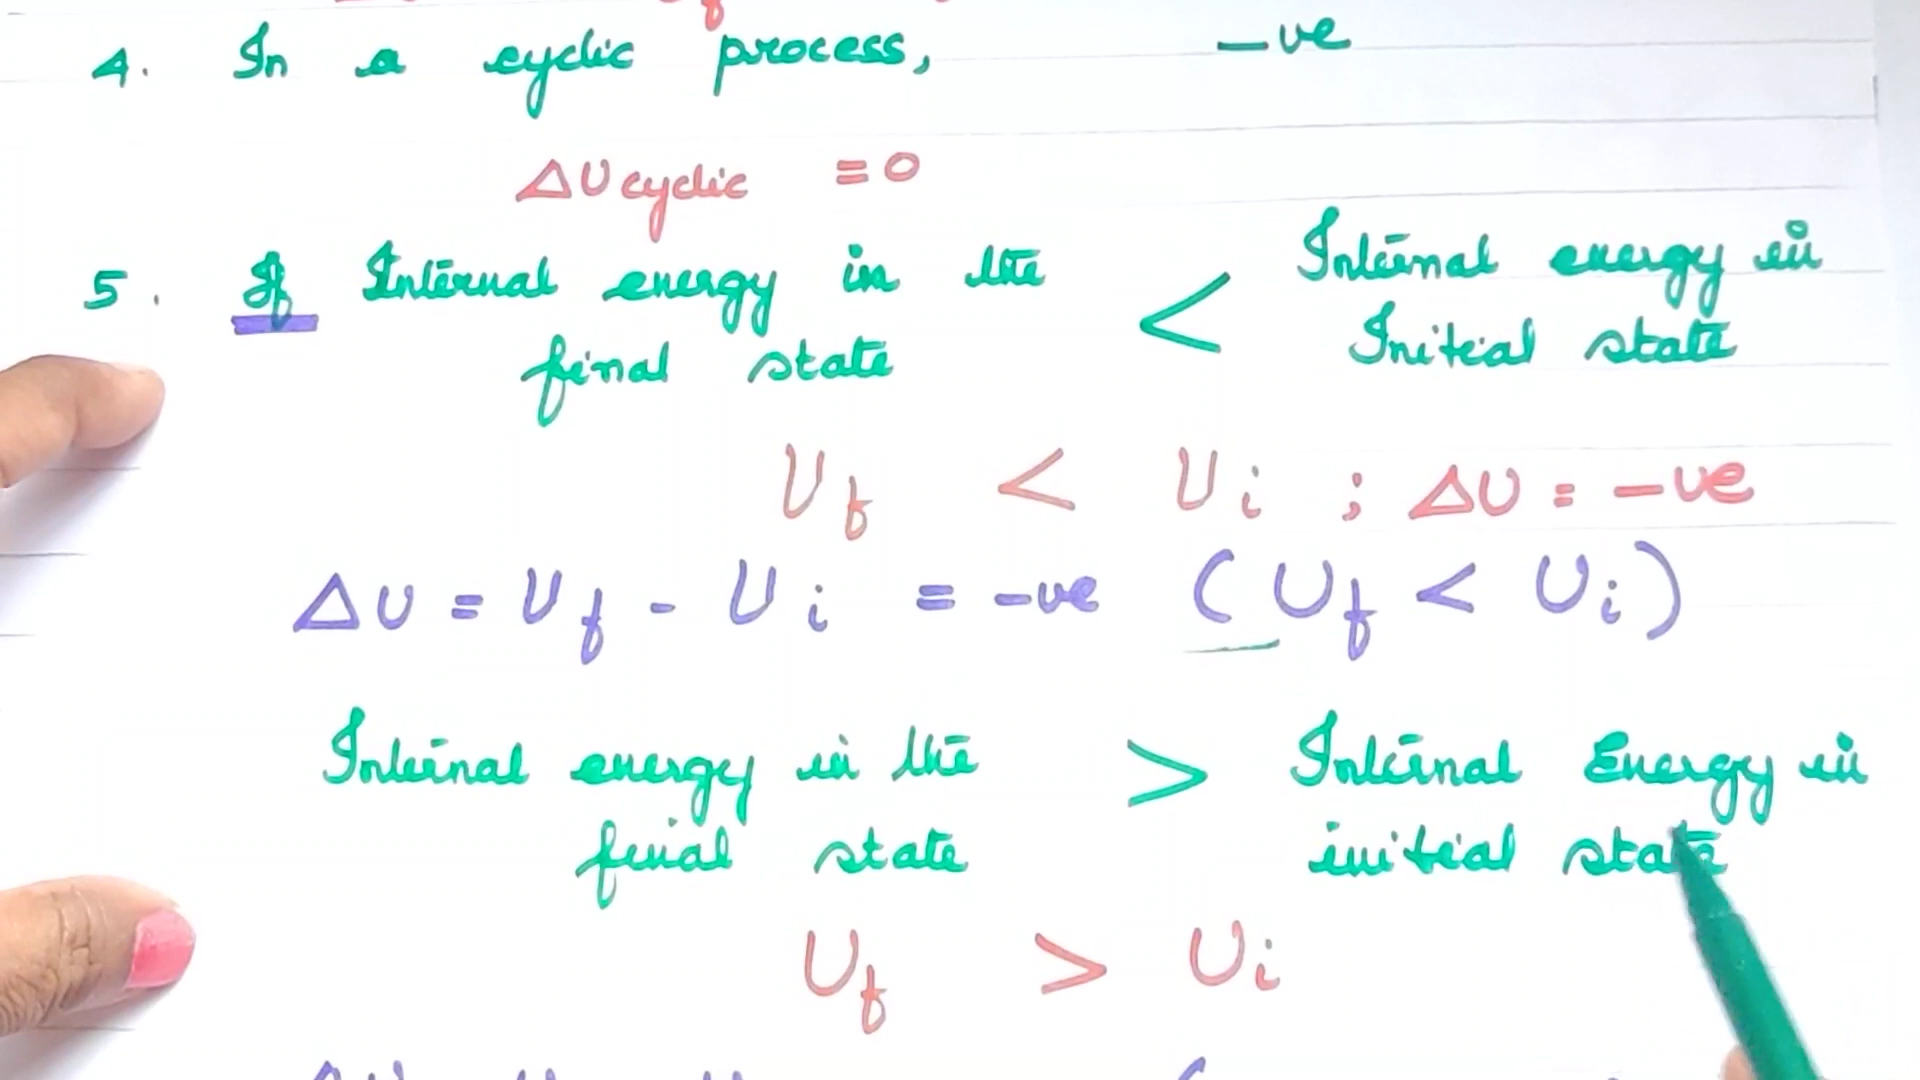 4. In a cyclic process, -ve
ΔU cyclic = 0
5. If Internal energy in the < Internal energy in
final state Initial state
Uf < Ui ; ΔU = -ve
ΔU = Uf - Ui = -ve (Uf < Ui)
Internal energy in the > Internal Energy in
final state initial state
Uf > Ui